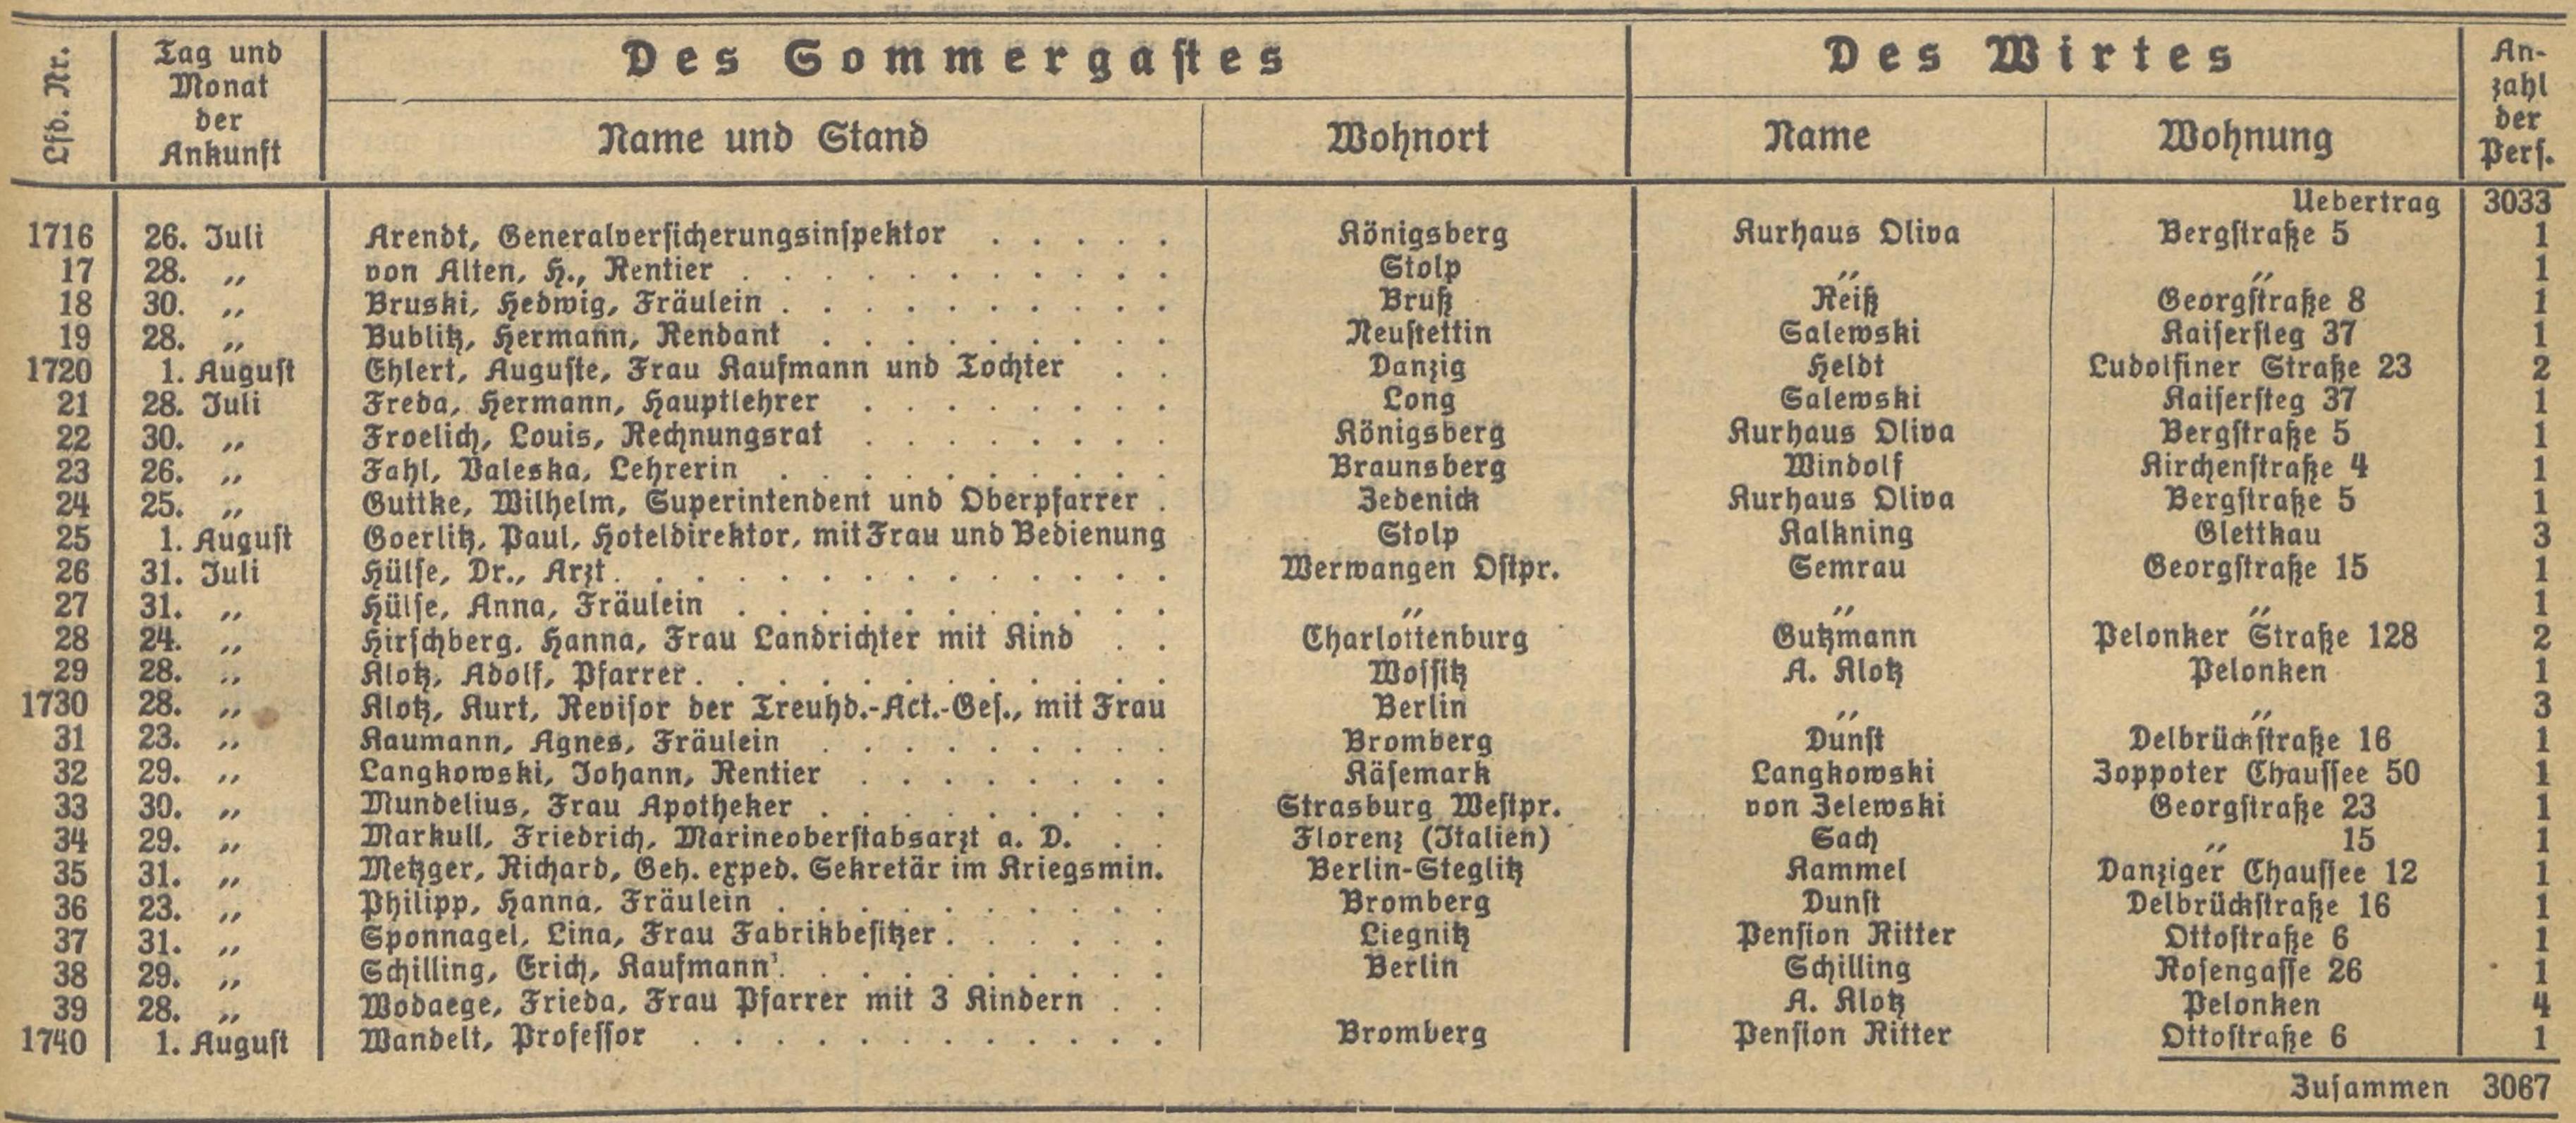 Lfd. Nr. Tag und Monat der Ankunft Des Sommergastes Des Wirtes An-zahl der Pers.
Name und Stand Wohnort Name Wohnung
Uebertrag 3033
1716 26. Juli Arendt, Generalversicherungsinspektor . . . . . Königsberg Kurhaus Oliva Bergstraße 5 1
17 28. „ von Alten, H., Rentier . . . . . . . . . . . Stolp „ „ 1
18 30. „ Bruski, Hedwig, Fräulein . . . . . . . . . . Bruß Reiß Georgstraße 8 1
19 28. „ Bublitz, Hermann, Rendant . . . . . . . . . Neustettin Salewski Kaisersteg 37 1
1720 1. August Ehlert, Auguste, Frau Kaufmann und Tochter . . Danzig Heldt Ludolfiner Straße 23 2
21 28. Juli Freda, Hermann, Hauptlehrer . . . . . . . . Long Salewski Kaisersteg 37 1
22 30. „ Froelich, Louis, Rechnungsrat . . . . . . . . Königsberg Kurhaus Oliva Bergstraße 5 1
23 26. „ Fahl, Valeska, Lehrerin . . . . . . . . . . Braunsberg Windolf Kirchenstraße 4 1
24 25. „ Guttke, Wilhelm, Superintendent und Oberpfarrer . Zedenick Kurhaus Oliva Bergstraße 5 1
25 1. August Goerlitz, Paul, Hoteldirektor, mit Frau und Bedienung Stolp Kalkning Glettkau 3
26 31. Juli Hülse, Dr., Arzt . . . . . . . . . . . . . . Werwangen Ostpr. Semrau Georgstraße 15 1
27 31. „ Hülse, Anna, Fräulein . . . . . . . . . . . „ „ „ 1
28 24. „ Hirschberg, Hanna, Frau Landrichter mit Kind . . Charlottenburg Gutzmann Pelonker Straße 128 2
29 28. „ Klotz, Adolf, Pfarrer . . . . . . . . . . . . Wossitz A. Klotz Pelonken 1
1730 28. „ Klotz, Kurt, Revisor der Treuhd.-Act.-Ges., mit Frau Berlin „ „ 3
31 23. „ Kaumann, Agnes, Fräulein . . . . . . . . . Bromberg Dunst Delbrückstraße 16 1
32 29. „ Langkowski, Johann, Rentier . . . . . . . . Käsemark Langkowski Zoppoter Chaussee 50 1
33 30. „ Mundelius, Frau Apotheker . . . . . . . . . Strasburg Westpr. von Zelewski Georgstraße 23 1
34 29. „ Markull, Friedrich, Marineoberstabsarzt a. D. . . Florenz (Italien) Sach „ 15 1
35 31. „ Metzger, Richard, Geh. exped. Sekretär im Kriegsmin. Berlin-Steglitz Kammel Danziger Chaussee 12 1
36 23. „ Philipp, Hanna, Fräulein . . . . . . . . . . Bromberg Dunst Delbrückstraße 16 1
37 31. „ Sponnagel, Lina, Frau Fabrikbesitzer . . . . . . Liegnitz Pension Ritter Ottostraße 6 1
38 29. „ Schilling, Erich, Kaufmann . . . . . . . . . . Berlin Schilling Rosengasse 26 1
39 28. „ Wodaege, Frieda, Frau Pfarrer mit 3 Kindern . . A. Klotz Pelonken 4
1740 1. August Wandelt, Professor . . . . . . . . . . . . Bromberg Pension Ritter Ottostraße 6 1
Zusammen 3067